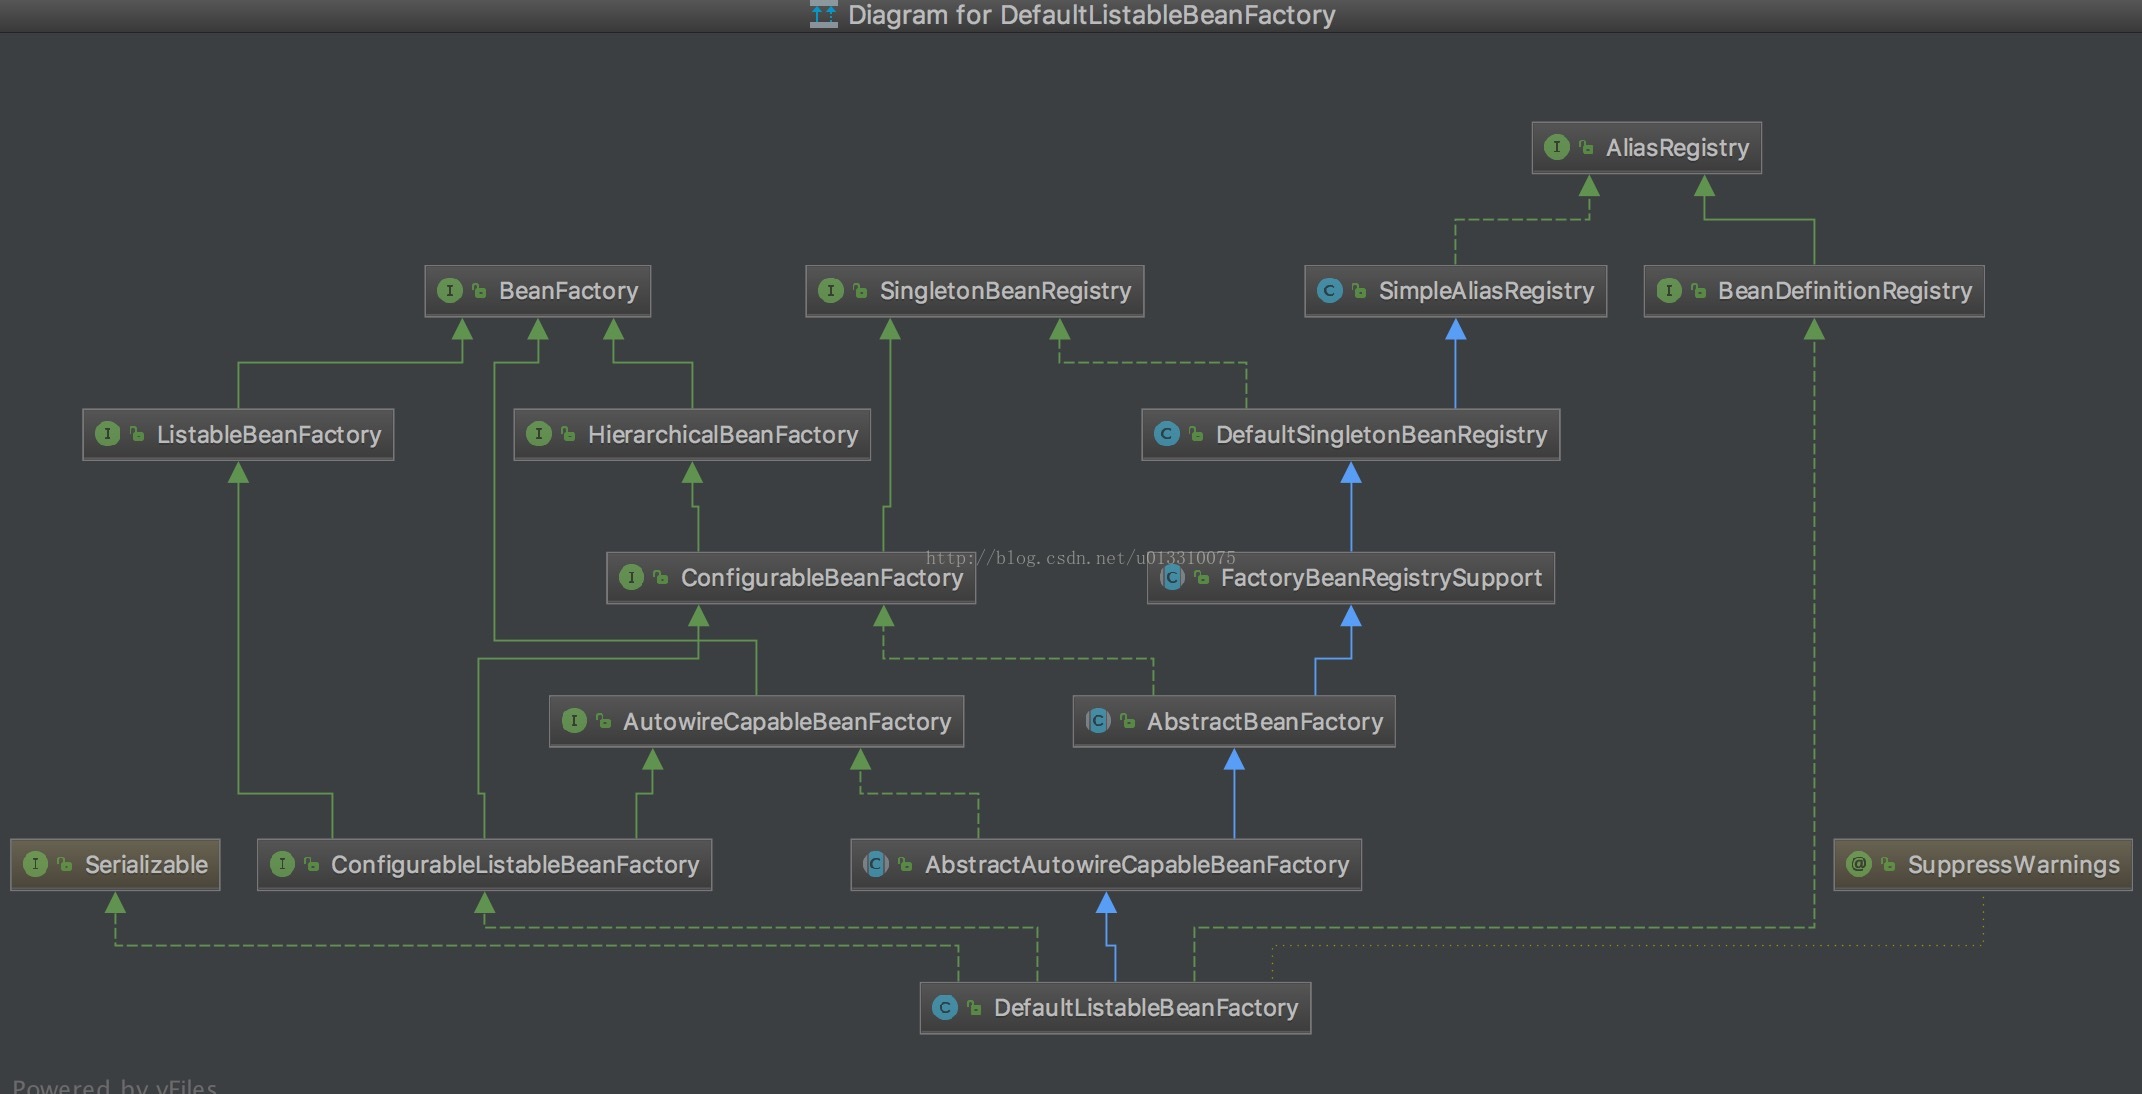 Diagram for DefaultListableBeanFactory
AliasRegistry
BeanFactory
SingletonBeanRegistry
SimpleAliasRegistry
BeanDefinitionRegistry
ListableBeanFactory
HierarchicalBeanFactory
DefaultSingletonBeanRegistry
http://blog.csdn.net/u013310075
ConfigurableBeanFactory
FactoryBeanRegistrySupport
AutowireCapableBeanFactory
AbstractBeanFactory
Serializable
ConfigurableListableBeanFactory
AbstractAutowireCapableBeanFactory
SuppressWarnings
DefaultListableBeanFactory
Powered by yFiles